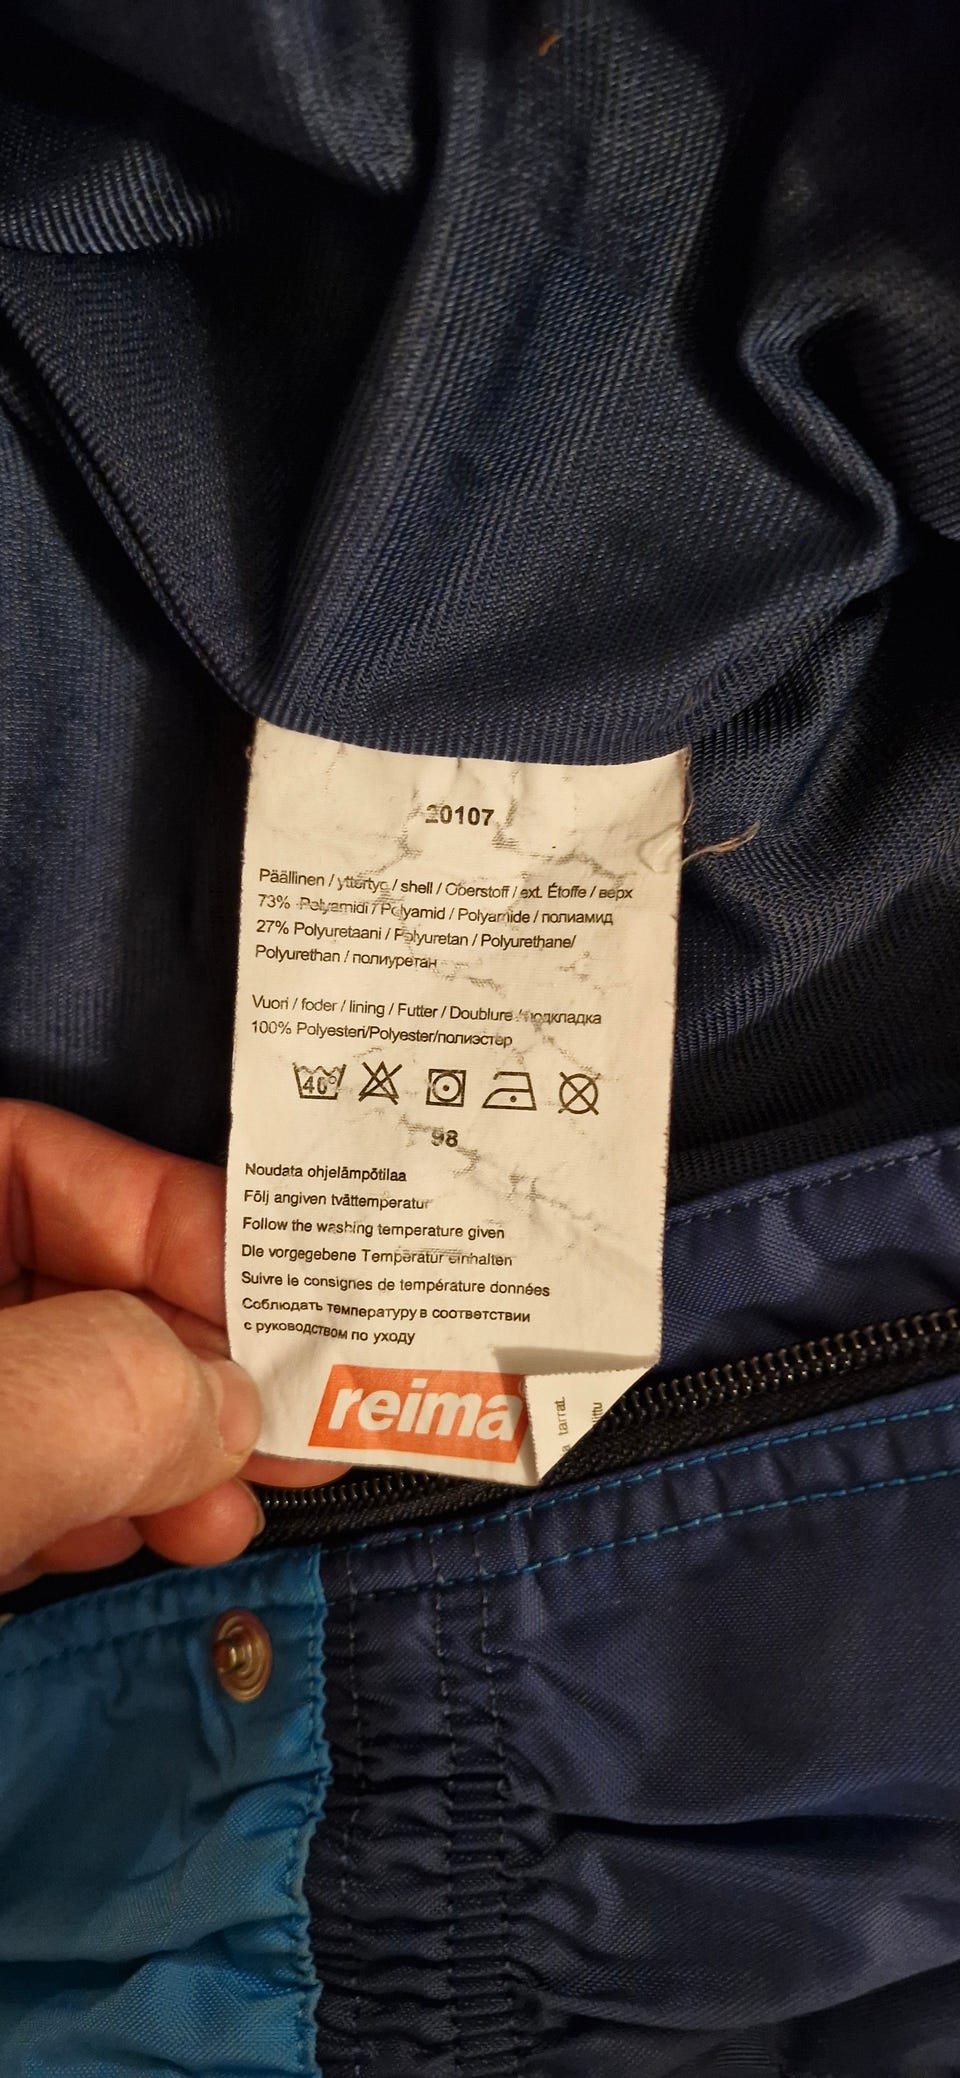 20107
Päällinen / yttertyg / shell / Oberstoff / ext. Étoffe / верх
73% Polyamidi / Polyamid / Polyamide / полиамид
27% Polyuretaani / Polyuretan / Polyurethane/
Polyurethan / полиуретан
Vuori / foder / lining / Futter / Doublure / подкладка
100% Polyesteri/Polyester/полиэстер
40°
98
Noudata ohjelämpötilaa
Följ angiven tvättemperatur
Follow the washing temperature given
Die vorgegebene Temperatur einhalten
Suivre le consignes de température données
Соблюдать температуру в соответствии
с руководством по уходу
reima